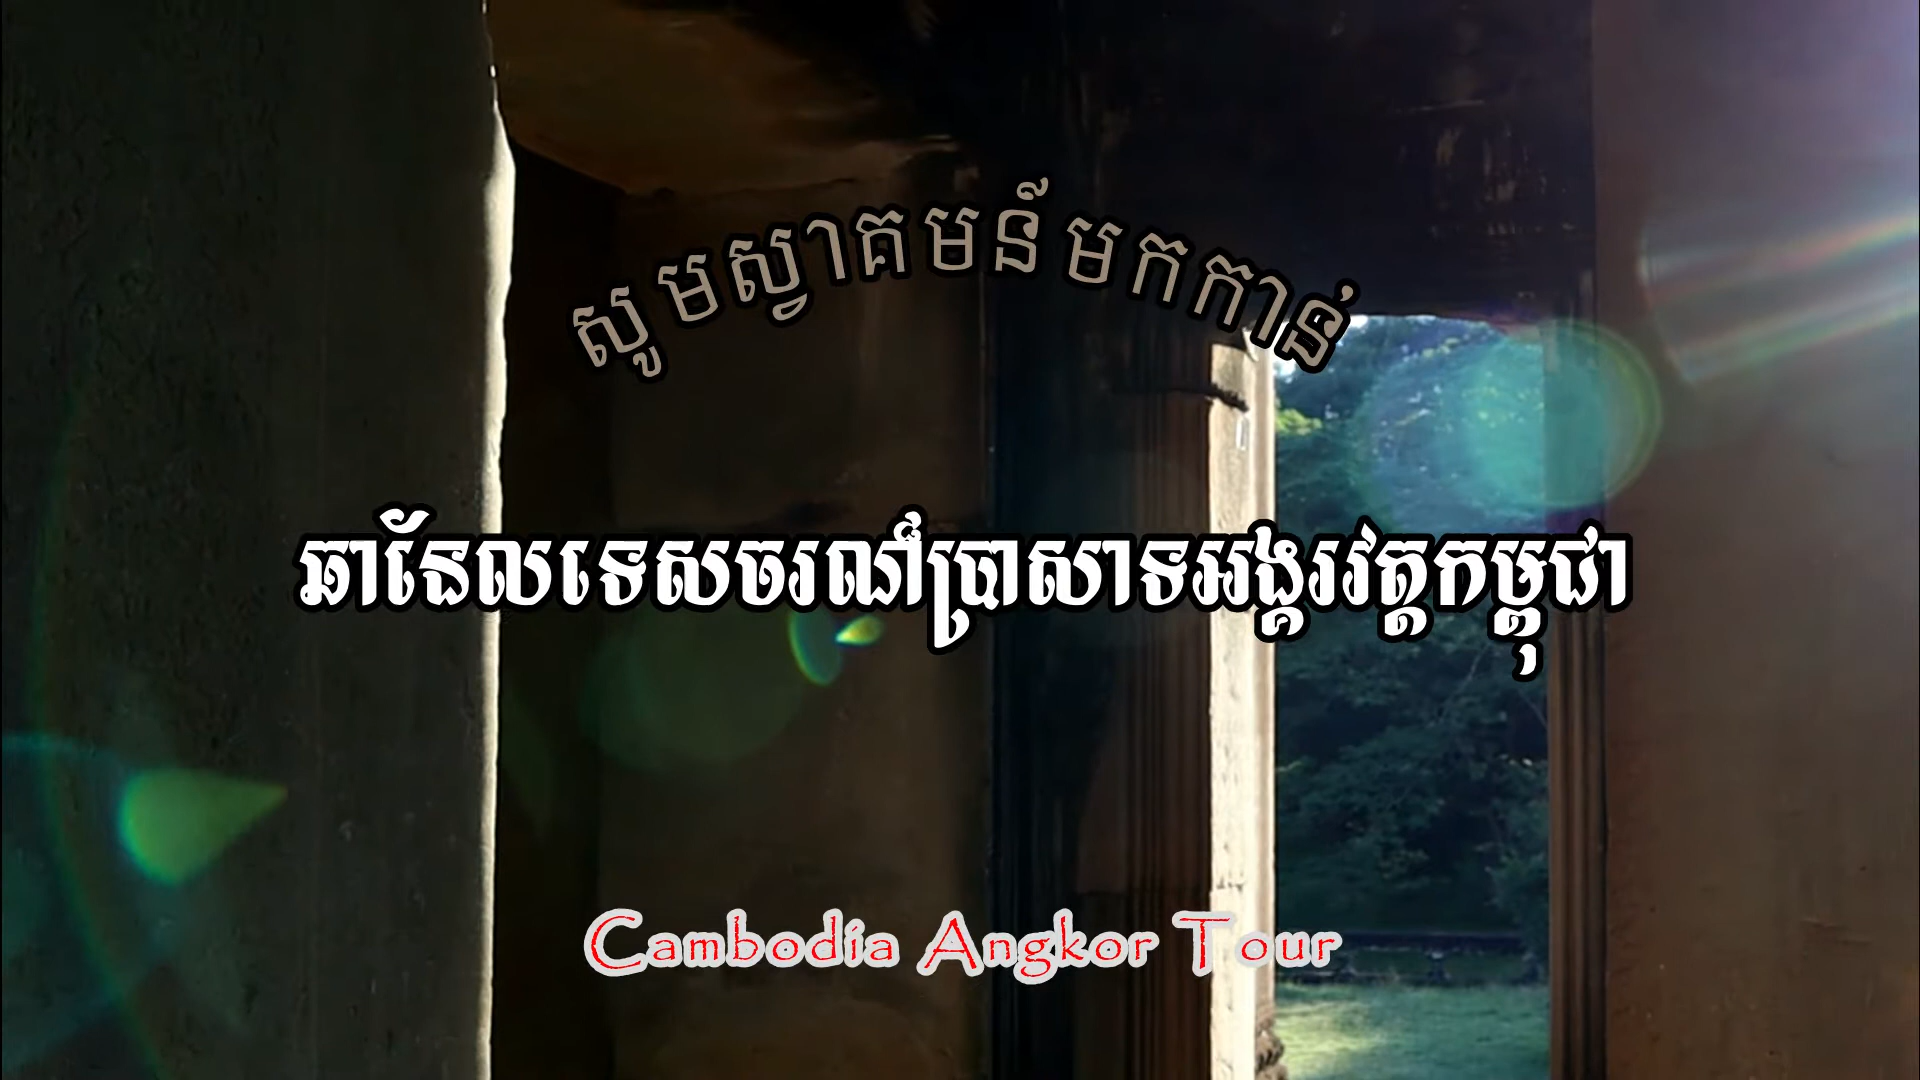 សូមស្វាគមន៍មកកាន់
ឆានែលទេសចរណ៍ប្រាសាទអង្គរវត្តកម្ពុជា
Cambodia Angkor Tour